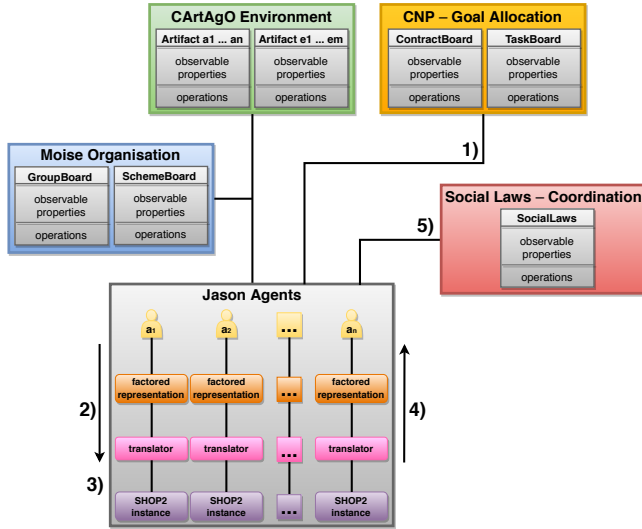 CArtAgO Environment
Artifact a1 ... an
observable
properties
operations
Artifact e1 ... em
observable
properties
operations
CNP – Goal Allocation
ContractBoard
observable
properties
operations
TaskBoard
observable
properties
operations
Moise Organisation
GroupBoard
observable
properties
operations
SchemeBoard
observable
properties
operations
1)
Social Laws – Coordination
SocialLaws
observable
properties
operations
5)
Jason Agents
a1
a2
...
an
2)
factored
representation
factored
representation
...
factored
representation
4)
translator
translator
...
translator
3)
SHOP2
instance
SHOP2
instance
...
SHOP2
instance